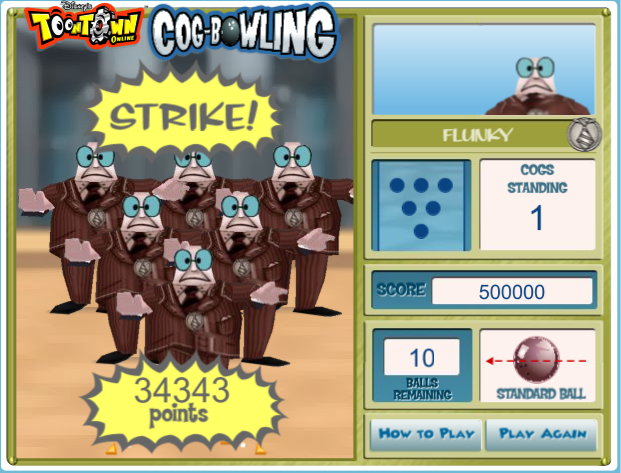 Disney's
TOONTOWN
ONLINE
COG-BOWLING
STRIKE!
34343
points
FLUNKY
COGS
STANDING
1
SCORE 500000
10
BALLS
REMAINING
STANDARD BALL
HOW TO PLAY
PLAY AGAIN